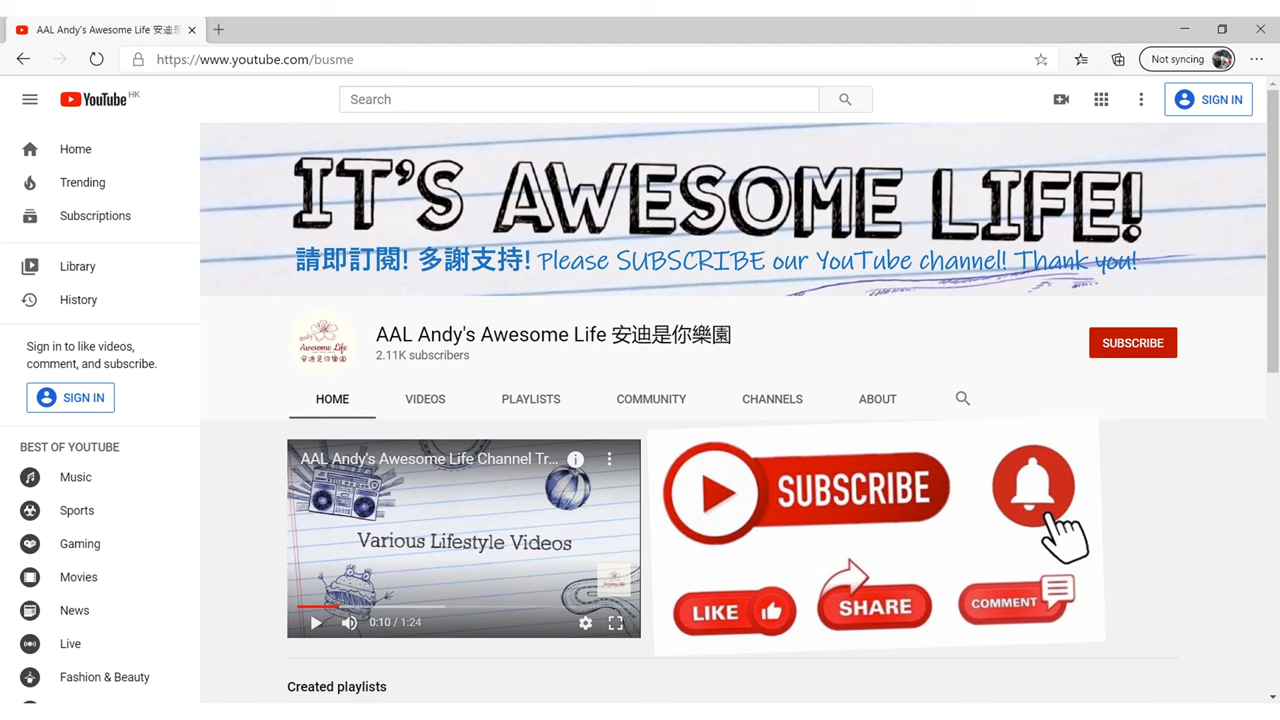 AAL Andy's Awesome Life 安迪是
Not syncing
https://www.youtube.com/busme
YouTube HK
Search
SIGN IN
Home
Trending
Subscriptions
Library
History
Sign in to like videos,
comment, and subscribe.
SIGN IN
BEST OF YOUTUBE
Music
Sports
Gaming
Movies
News
Live
Fashion & Beauty
IT'S AWESOME LIFE!
請即訂閱! 多謝支持! Please SUBSCRIBE our YouTube channel! Thank you!
Andy's
Awesome Life
安迪是你樂園
AAL Andy's Awesome Life 安迪是你樂園
2.11K subscribers
SUBSCRIBE
HOME VIDEOS PLAYLISTS COMMUNITY CHANNELS ABOUT
AAL Andy's Awesome Life Channel Tr...
Various Lifestyle Videos
0:10 / 1:24
SUBSCRIBE
LIKE SHARE COMMENT
Created playlists